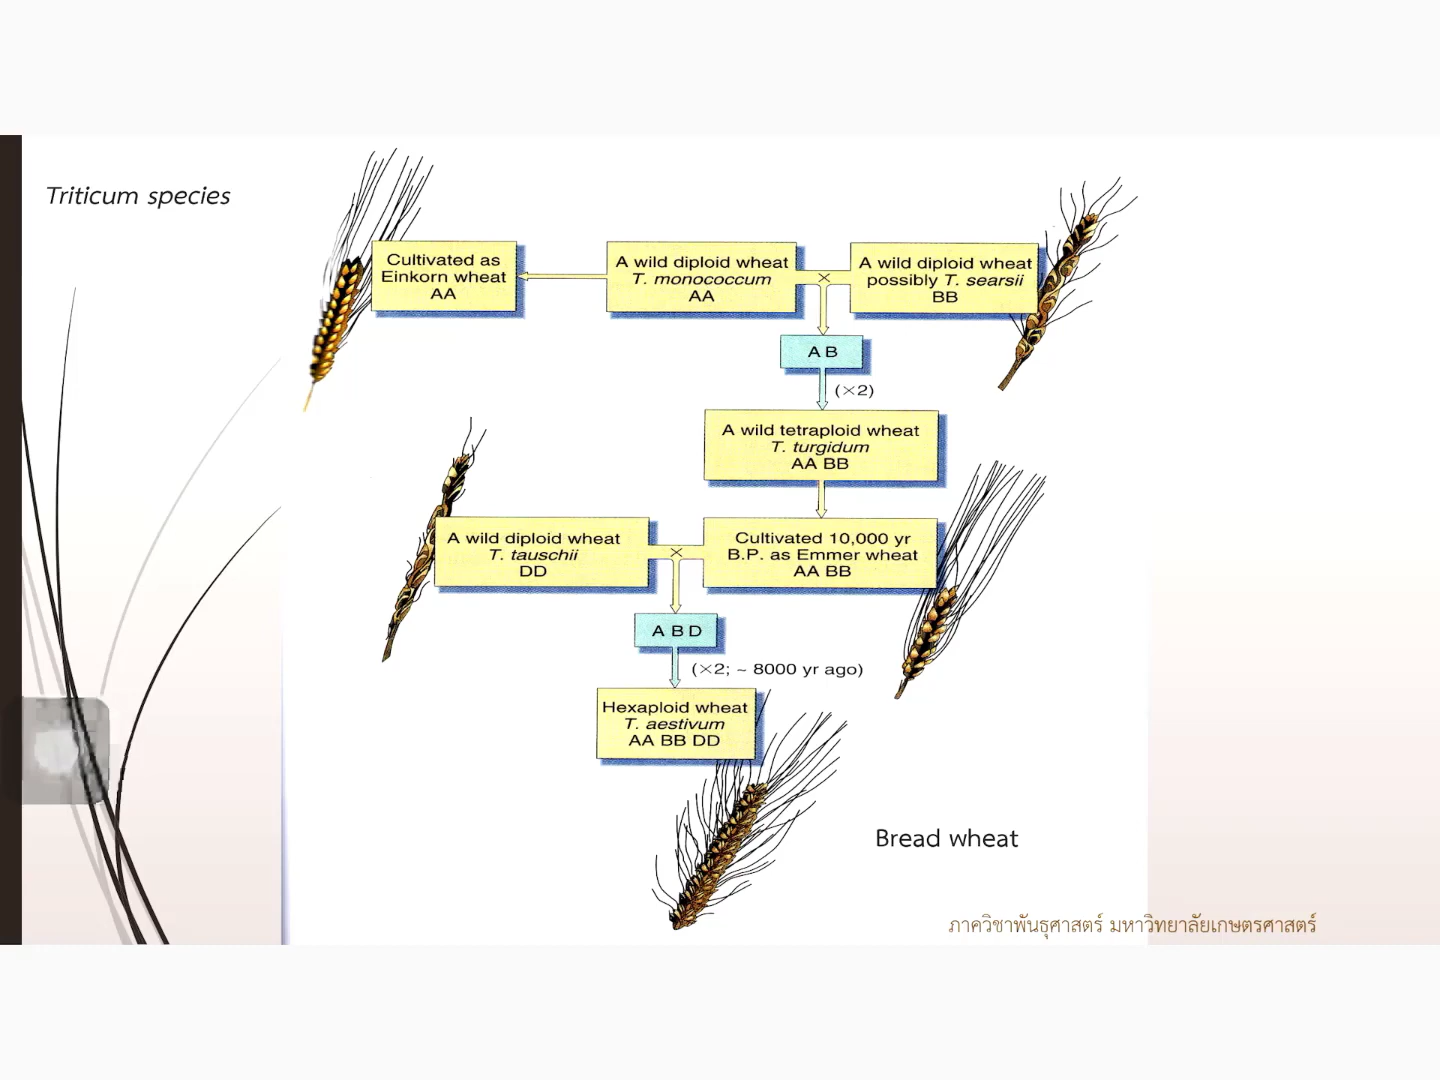 Triticum species
Cultivated as
Einkorn wheat
AA
A wild diploid wheat
T. monococcum
AA
×
A wild diploid wheat
possibly T. searsii
BB
A B
(×2)
A wild tetraploid wheat
T. turgidum
AA BB
A wild diploid wheat
T. tauschii
DD
×
Cultivated 10,000 yr
B.P. as Emmer wheat
AA BB
A B D
(×2; ~ 8000 yr ago)
Hexaploid wheat
T. aestivum
AA BB DD
Bread wheat
ภาควิชาพันธุศาสตร์ มหาวิทยาลัยเกษตรศาสตร์